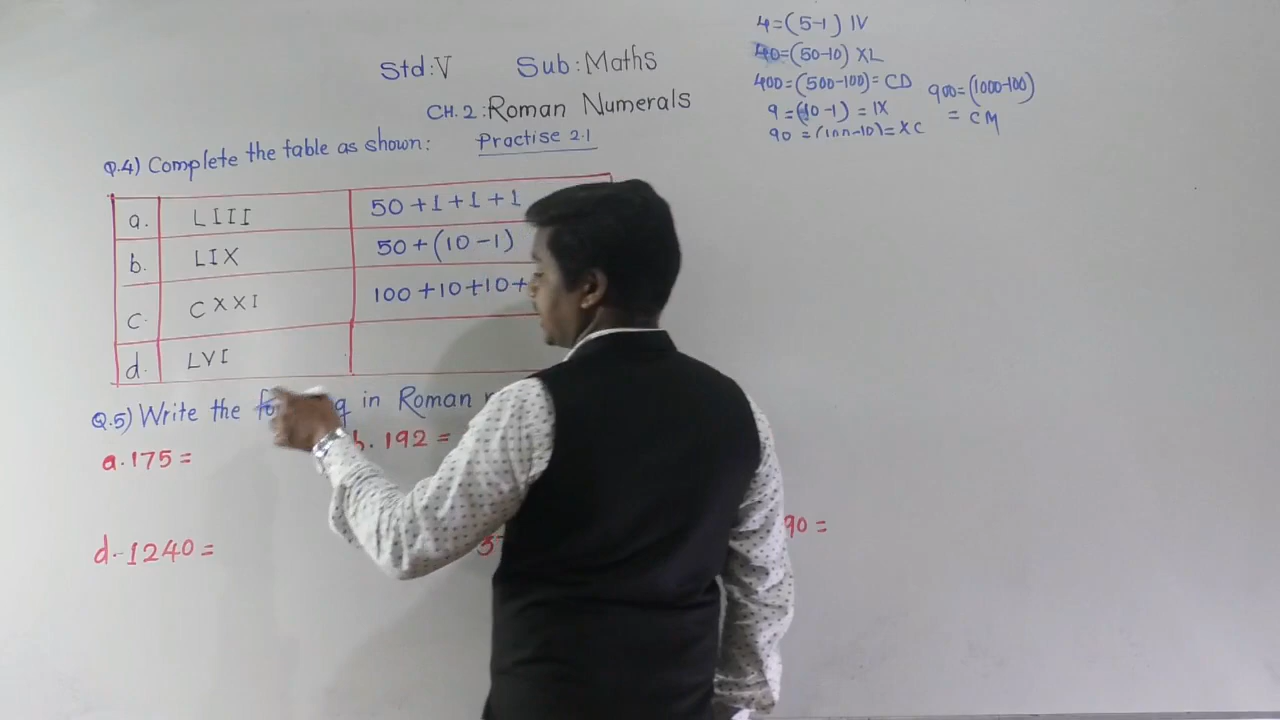 Std:V Sub:Maths
CH.2:Roman Numerals
Practise 2.1
4=(5-1) IV
40=(50-10) XL
400=(500-100)=CD
9=(10-1)=IX
90=(100-10)=XC
900=(1000-100)
=CM
Q.4) Complete the table as shown:
a. LIII 50+1+1+1
b. LIX 50+(10-1)
c. CXXI 100+10+10+
d. LVI
Q.5) Write the in Roman
a.175= b.192=
d.1240= 90=